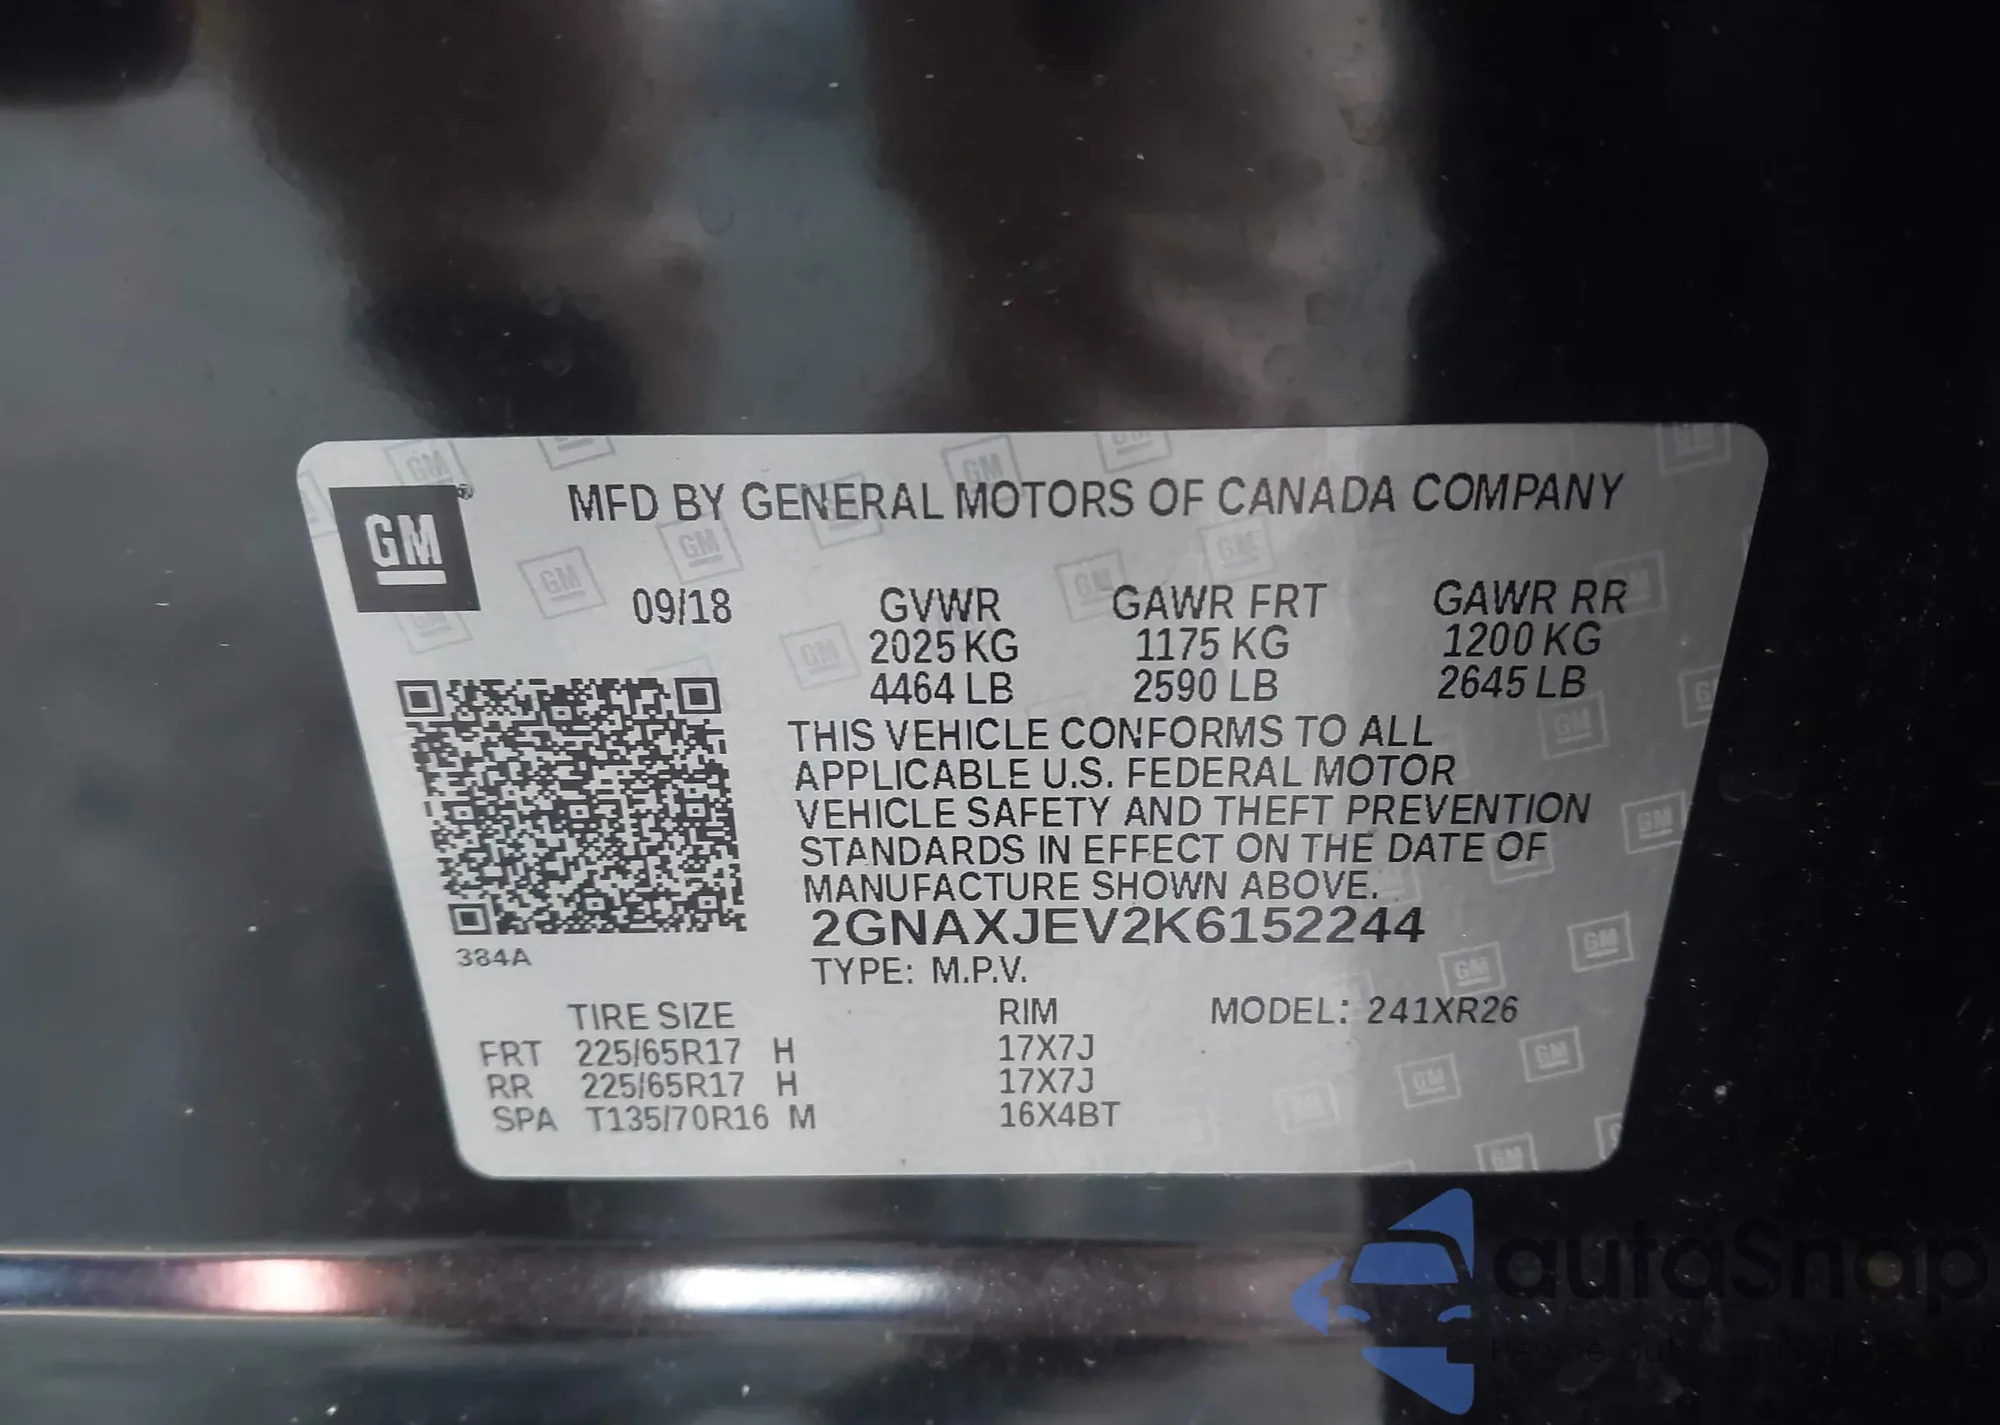 GM
MFD BY GENERAL MOTORS OF CANADA COMPANY
09/18 GVWR GAWR FRT GAWR RR
2025 KG 1175 KG 1200 KG
4464 LB 2590 LB 2645 LB
THIS VEHICLE CONFORMS TO ALL
APPLICABLE U.S. FEDERAL MOTOR
VEHICLE SAFETY AND THEFT PREVENTION
STANDARDS IN EFFECT ON THE DATE OF
MANUFACTURE SHOWN ABOVE.
2GNAXJEV2K6152244
384A
TYPE: M.P.V.
TIRE SIZE RIM MODEL: 241XR26
FRT 225/65R17 H 17X7J
RR 225/65R17 H 17X7J
SPA T135/70R16 M 16X4BT
autaSnap